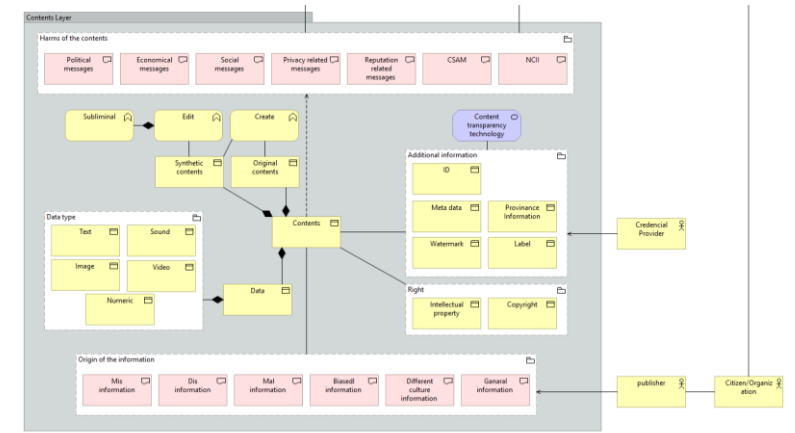 Contents Layer
Harms of the contents
Political
messages
Economical
messages
Social
messages
Privacy related
messages
Reputation
related
messages
CSAM
NCII
Subliminal
Edit
Create
Content
transparency
technology
Synthetic
contents
Original
contents
Additional information
ID
Meta data
Provinance
Information
Watermark
Label
Credencial
Provider
Contents
Data type
Text
Sound
Image
Video
Numeric
Data
Right
Intellectual
property
Copyright
Origin of the information
Mis
information
Dis
information
Mal
information
Biasedl
information
Different
culture
information
Ganaral
information
publisher
Citizen/Organiz
ation